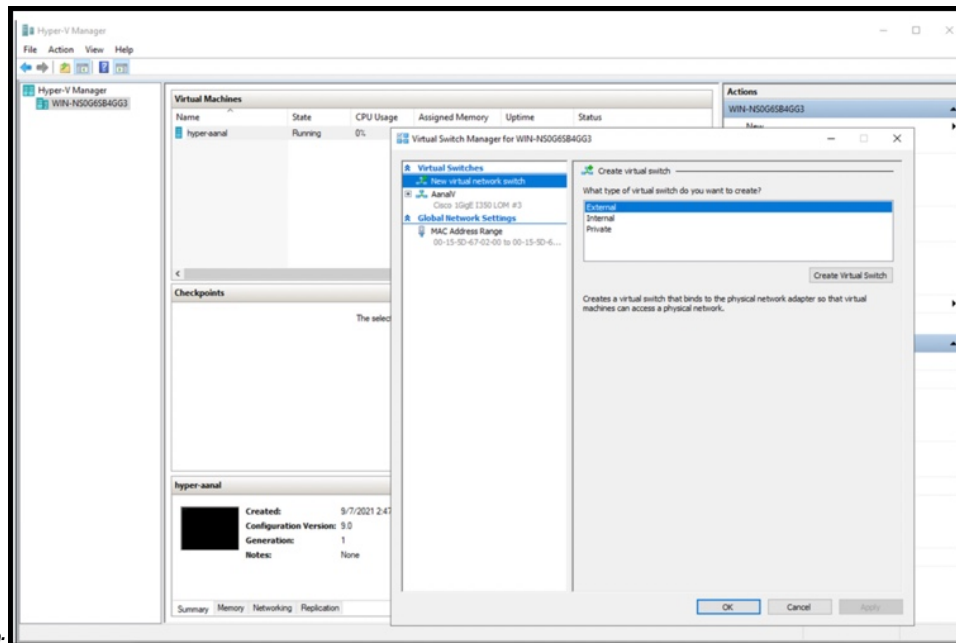 Hyper-V Manager
File Action View Help
Hyper-V Manager
WIN-NS0G6SB4GG3
Virtual Machines
Name State CPU Usage Assigned Memory Uptime Status
hyper-aanal Running 0%
Checkpoints
The select
hyper-aanal
Created: 9/7/2021 2:47
Configuration Version: 9.0
Generation: 1
Notes: None
Summary Memory Networking Replication
Actions
WIN-NS0G6SB4GG3
New
Virtual Switch Manager for WIN-NS0G6SB4GG3
Virtual Switches
New virtual network switch
AanalV
Cisco 1GigE I350 LOM #3
Global Network Settings
MAC Address Range
00-15-5D-67-02-00 to 00-15-5D-6...
Create virtual switch
What type of virtual switch do you want to create?
External
Internal
Private
Create Virtual Switch
Creates a virtual switch that binds to the physical network adapter so that virtual
machines can access a physical network.
OK Cancel Apply